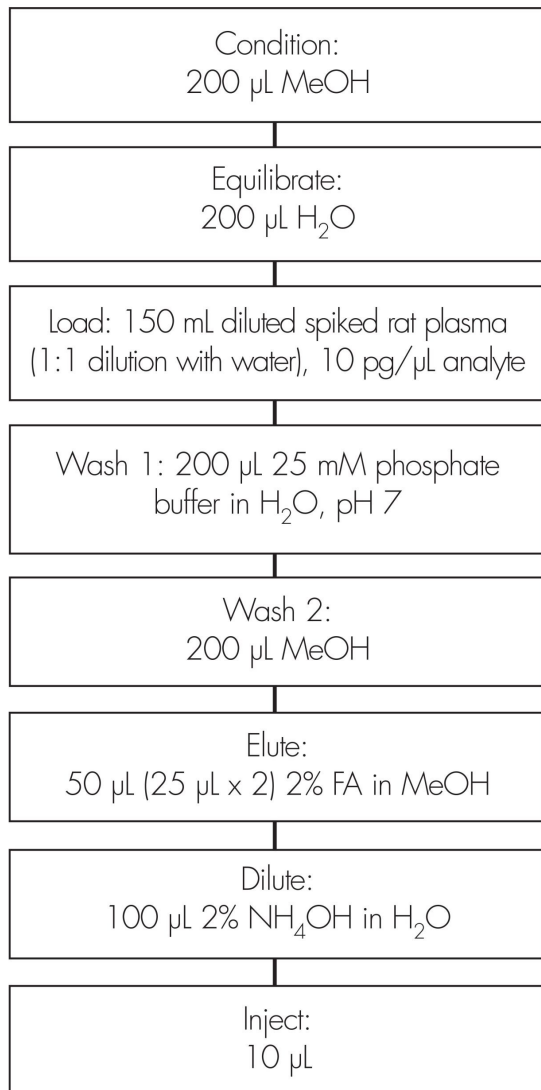 Condition:
200 µL MeOH
Equilibrate:
200 µL H₂O
Load: 150 mL diluted spiked rat plasma
(1:1 dilution with water), 10 pg/µL analyte
Wash 1: 200 µL 25 mM phosphate
buffer in H₂O, pH 7
Wash 2:
200 µL MeOH
Elute:
50 µL (25 µL x 2) 2% FA in MeOH
Dilute:
100 µL 2% NH₄OH in H₂O
Inject:
10 µL